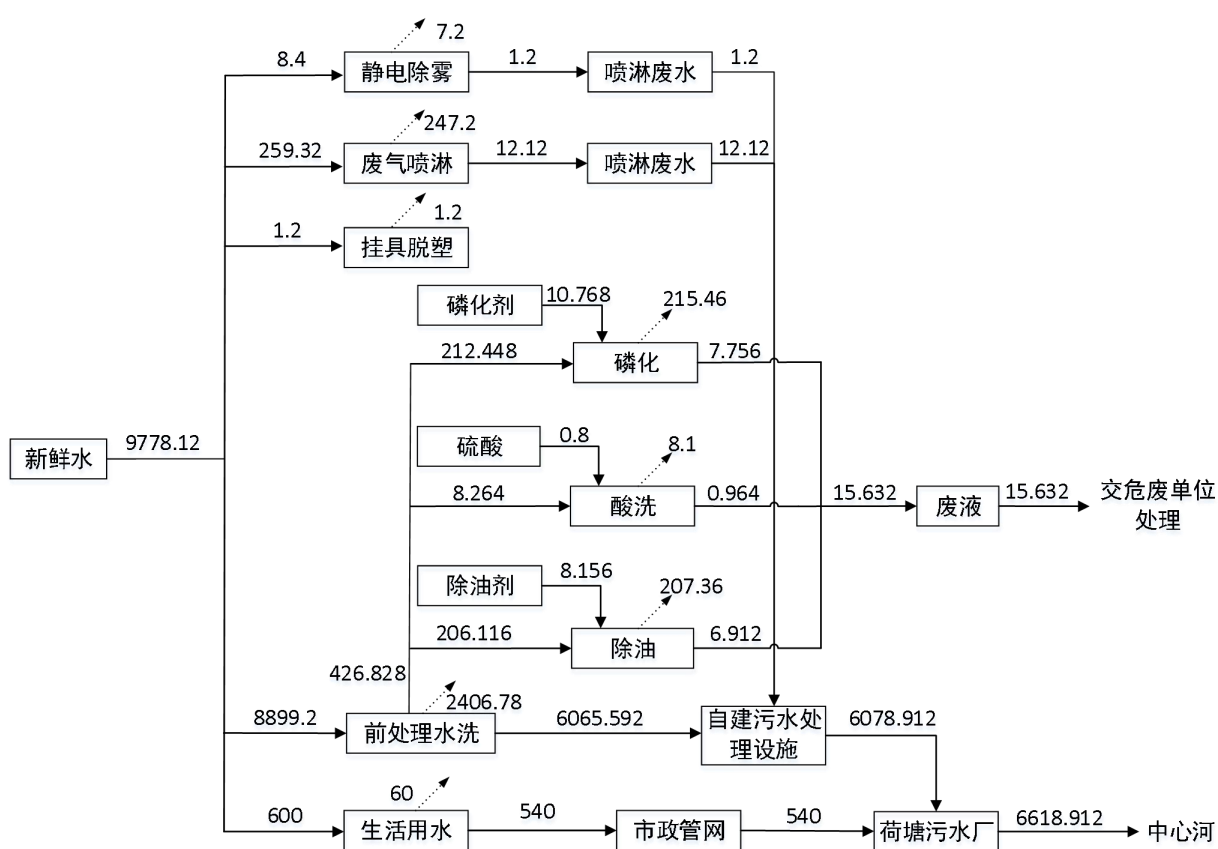 7.2
8.4
静电除雾
1.2
喷淋废水
1.2
247.2
259.32
废气喷淋
12.12
喷淋废水
12.12
1.2
1.2
挂具脱塑
磷化剂
10.768
215.46
212.448
磷化
7.756
新鲜水
9778.12
硫酸
0.8
8.1
8.264
酸洗
0.964
15.632
废液
15.632
交危废单位
处理
除油剂
8.156
207.36
206.116
除油
6.912
426.828
2406.78
8899.2
前处理水洗
6065.592
自建污水处
理设施
6078.912
60
600
生活用水
540
市政管网
540
荷塘污水厂
6618.912
中心河